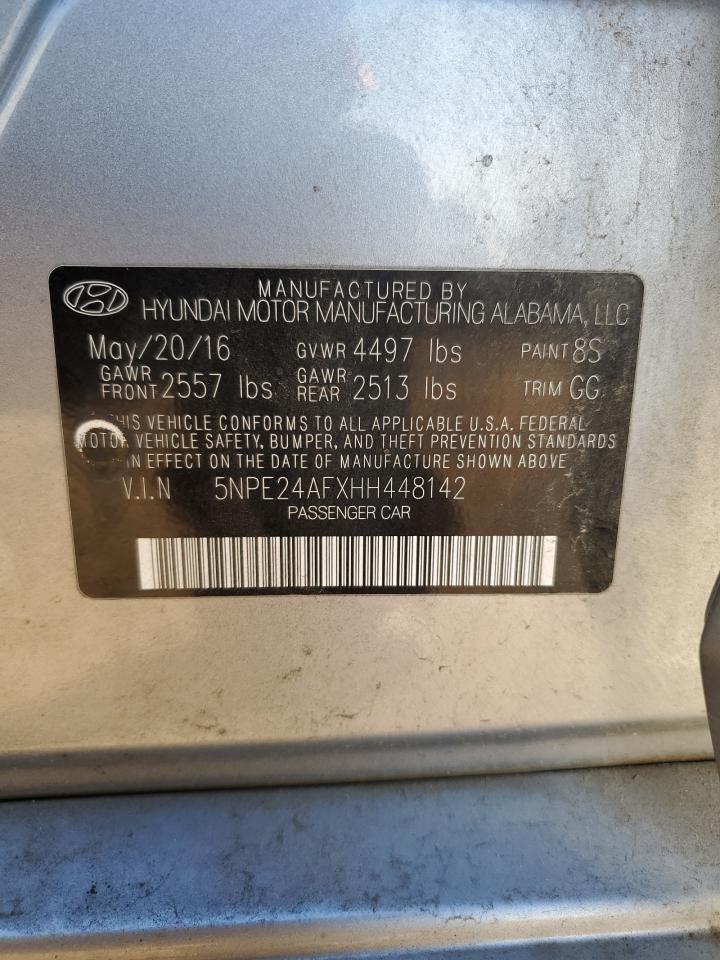 MANUFACTURED BY
HYUNDAI MOTOR MANUFACTURING ALABAMA, LLC
May/20/16 GVWR 4497 lbs PAINT 8S
GAWR FRONT 2557 lbs GAWR REAR 2513 lbs TRIM GG
THIS VEHICLE CONFORMS TO ALL APPLICABLE U.S.A. FEDERAL
MOTOR VEHICLE SAFETY, BUMPER, AND THEFT PREVENTION STANDARDS
IN EFFECT ON THE DATE OF MANUFACTURE SHOWN ABOVE
V.I.N 5NPE24AFXHH448142
PASSENGER CAR